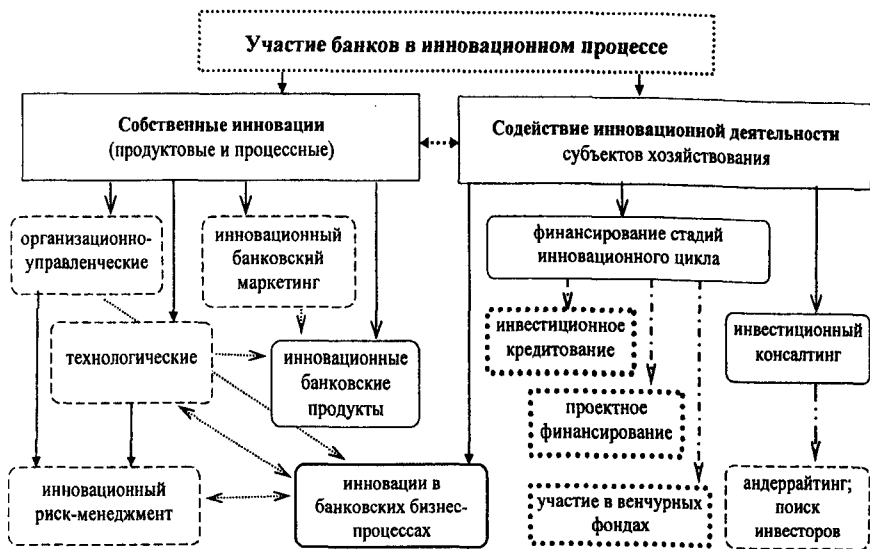 Участие банков в инновационном процессе
Собственные инновации
(продуктовые и процессные)
Содействие инновационной деятельности
субъектов хозяйствования
организационно-
управленческие
инновационный
банковский
маркетинг
финансирование стадий
инновационного цикла
технологические
инновационные
банковские
продукты
инвестиционное
кредитование
инвестиционный
консалтинг
проектное
финансирование
инновационный
риск-менеджмент
инновации в
банковских бизнес-
процессах
участие в венчурных
фондах
андеррайтинг;
поиск
инвесторов